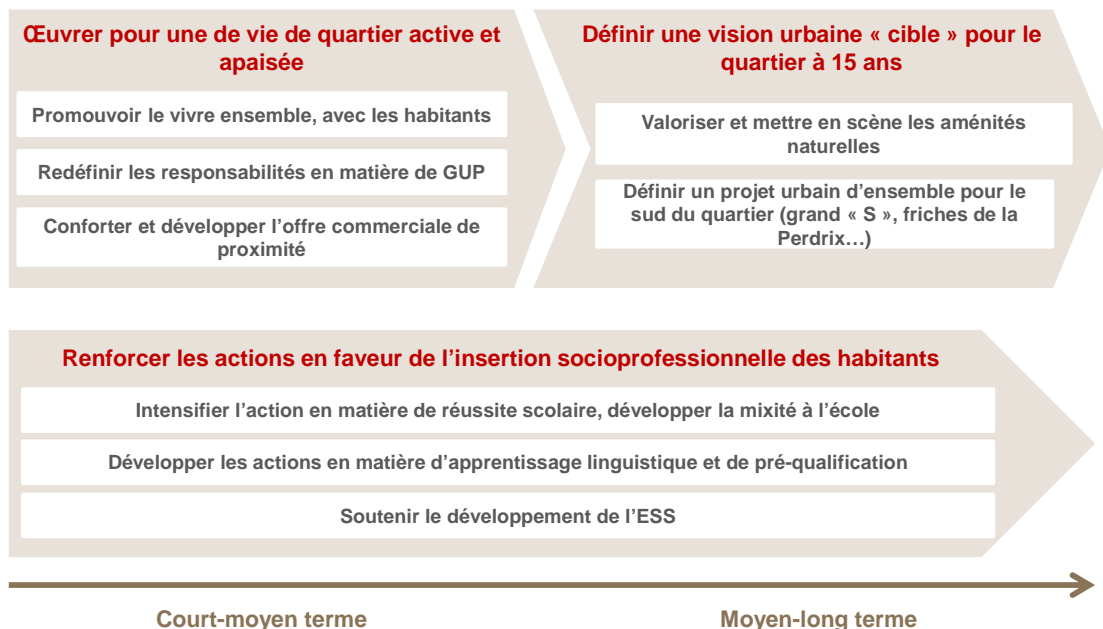 Œuvrer pour une de vie de quartier active et
apaisée
Promouvoir le vivre ensemble, avec les habitants
Redéfinir les responsabilités en matière de GUP
Conforter et développer l’offre commerciale de
proximité
Définir une vision urbaine « cible » pour le
quartier à 15 ans
Valoriser et mettre en scène les aménités
naturelles
Définir un projet urbain d’ensemble pour le
sud du quartier (grand « S », friches de la
Perdrix…)
Renforcer les actions en faveur de l’insertion socioprofessionnelle des habitants
Intensifier l’action en matière de réussite scolaire, développer la mixité à l’école
Développer les actions en matière d’apprentissage linguistique et de pré-qualification
Soutenir le développement de l’ESS
Court-moyen terme
Moyen-long terme